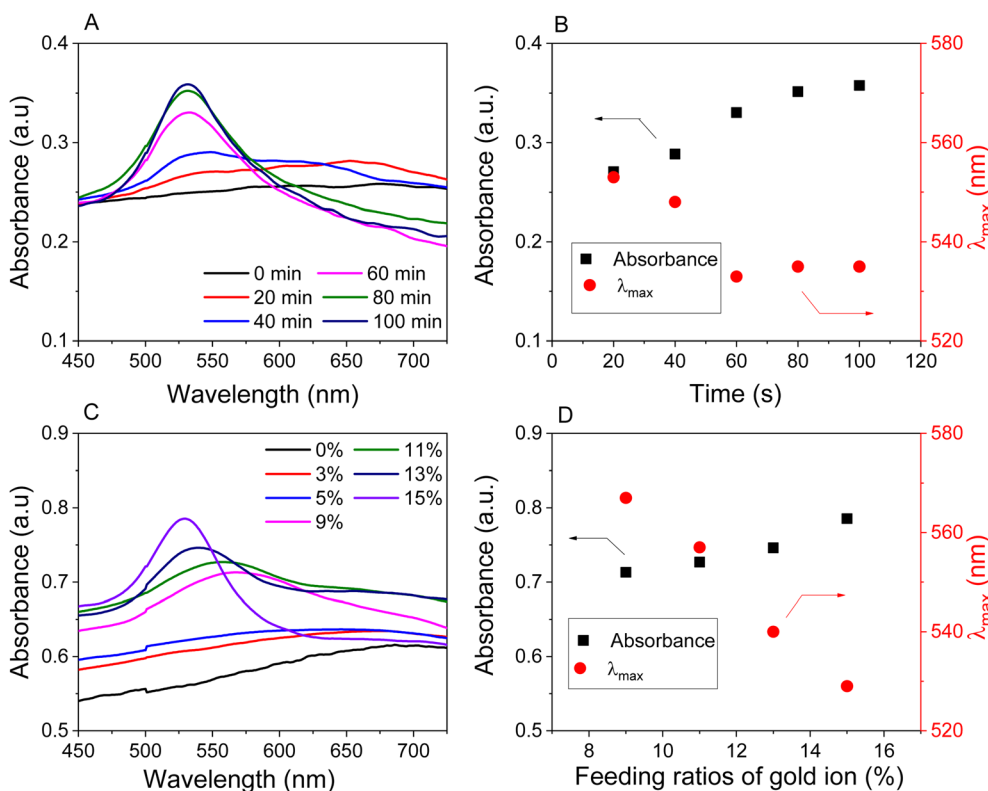 A
Absorbance (a.u)
0.4
0.3
0.2
0.1
450 500 550 600 650 700
Wavelength (nm)
0 min 60 min
20 min 80 min
40 min 100 min
B
Absorbance (a.u.)
0.4
0.3
0.2
0.1
0 20 40 60 80 100 120
Time (s)
580
560
540
520
λmax (nm)
Absorbance
λmax
C
Absorbance (a.u)
0.9
0.8
0.7
0.6
0.5
450 500 550 600 650 700
Wavelength (nm)
0% 11%
3% 13%
5% 15%
9%
D
Absorbance (a.u.)
0.9
0.8
0.7
0.6
0.5
8 10 12 14 16
Feeding ratios of gold ion (%)
580
560
540
520
λmax (nm)
Absorbance
λmax